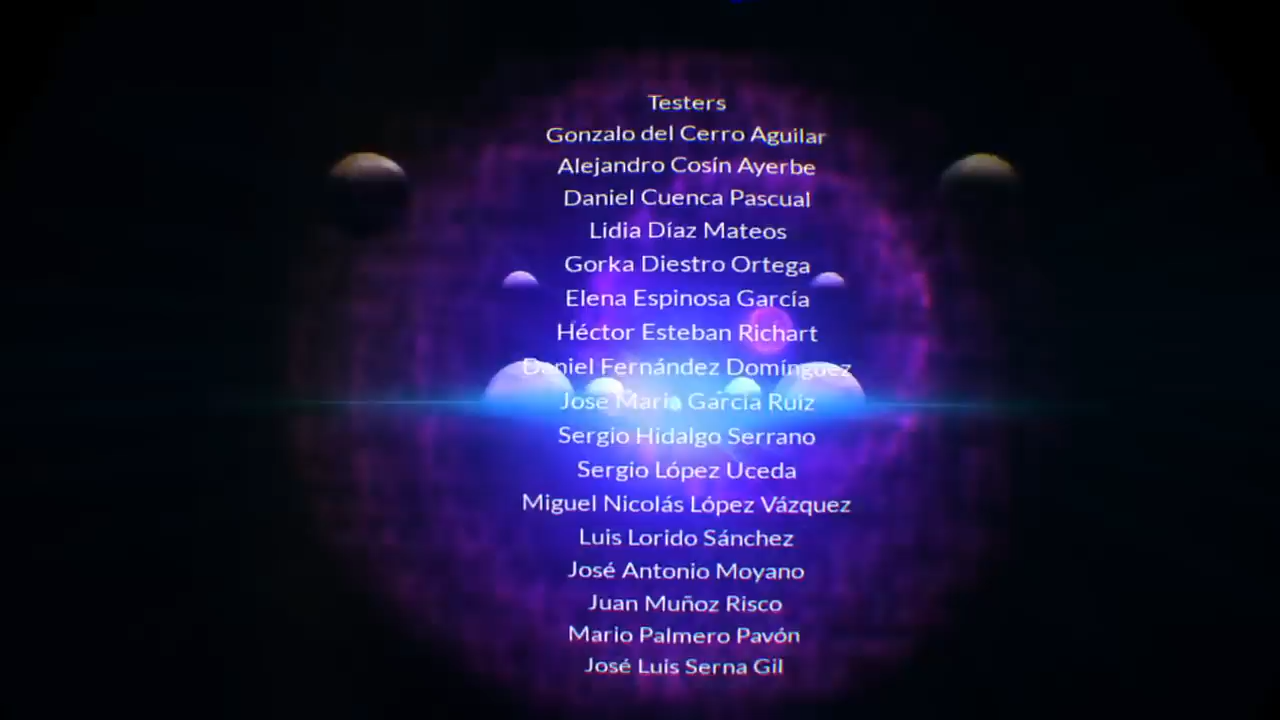 Testers
Gonzalo del Cerro Aguilar
Alejandro Cosín Ayerbe
Daniel Cuenca Pascual
Lidia Díaz Mateos
Gorka Diestro Ortega
Elena Espinosa García
Héctor Esteban Richart
Daniel Fernández Domínguez
Jose Maria García Ruiz
Sergio Hidalgo Serrano
Sergio López Uceda
Miguel Nicolás López Vázquez
Luis Lorido Sánchez
José Antonio Moyano
Juan Muñoz Risco
Mario Palmero Pavón
José Luis Serna Gil